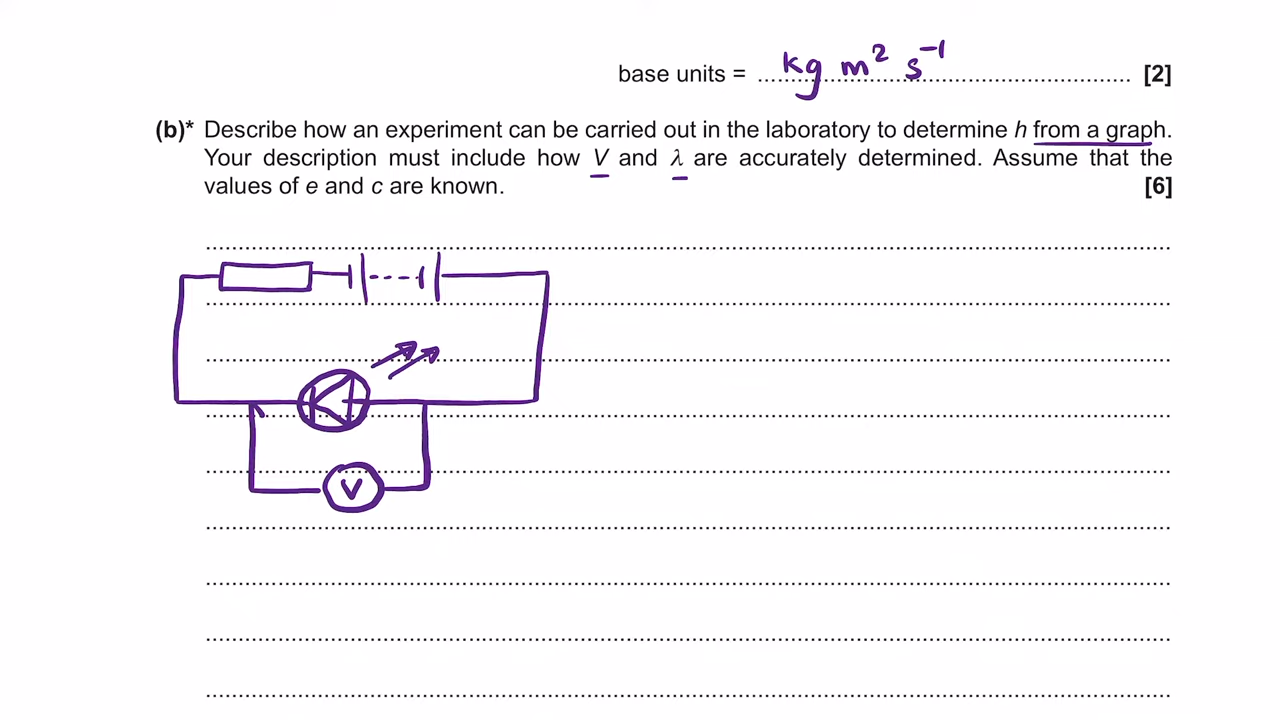 base units = kg m² s⁻¹ [2]
(b)* Describe how an experiment can be carried out in the laboratory to determine h from a graph.
Your description must include how V and λ are accurately determined. Assume that the
values of e and c are known. [6]
V